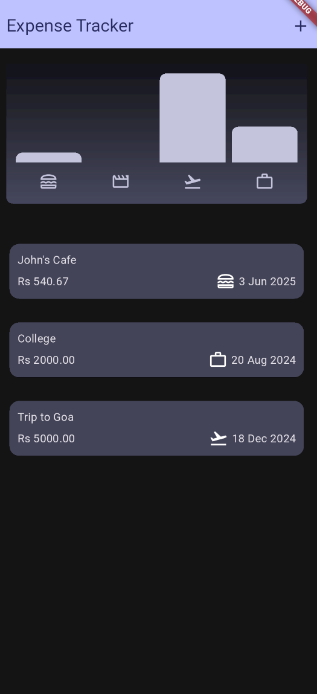 Expense Tracker
John's Cafe
Rs 540.67
3 Jun 2025
College
Rs 2000.00
20 Aug 2024
Trip to Goa
Rs 5000.00
18 Dec 2024